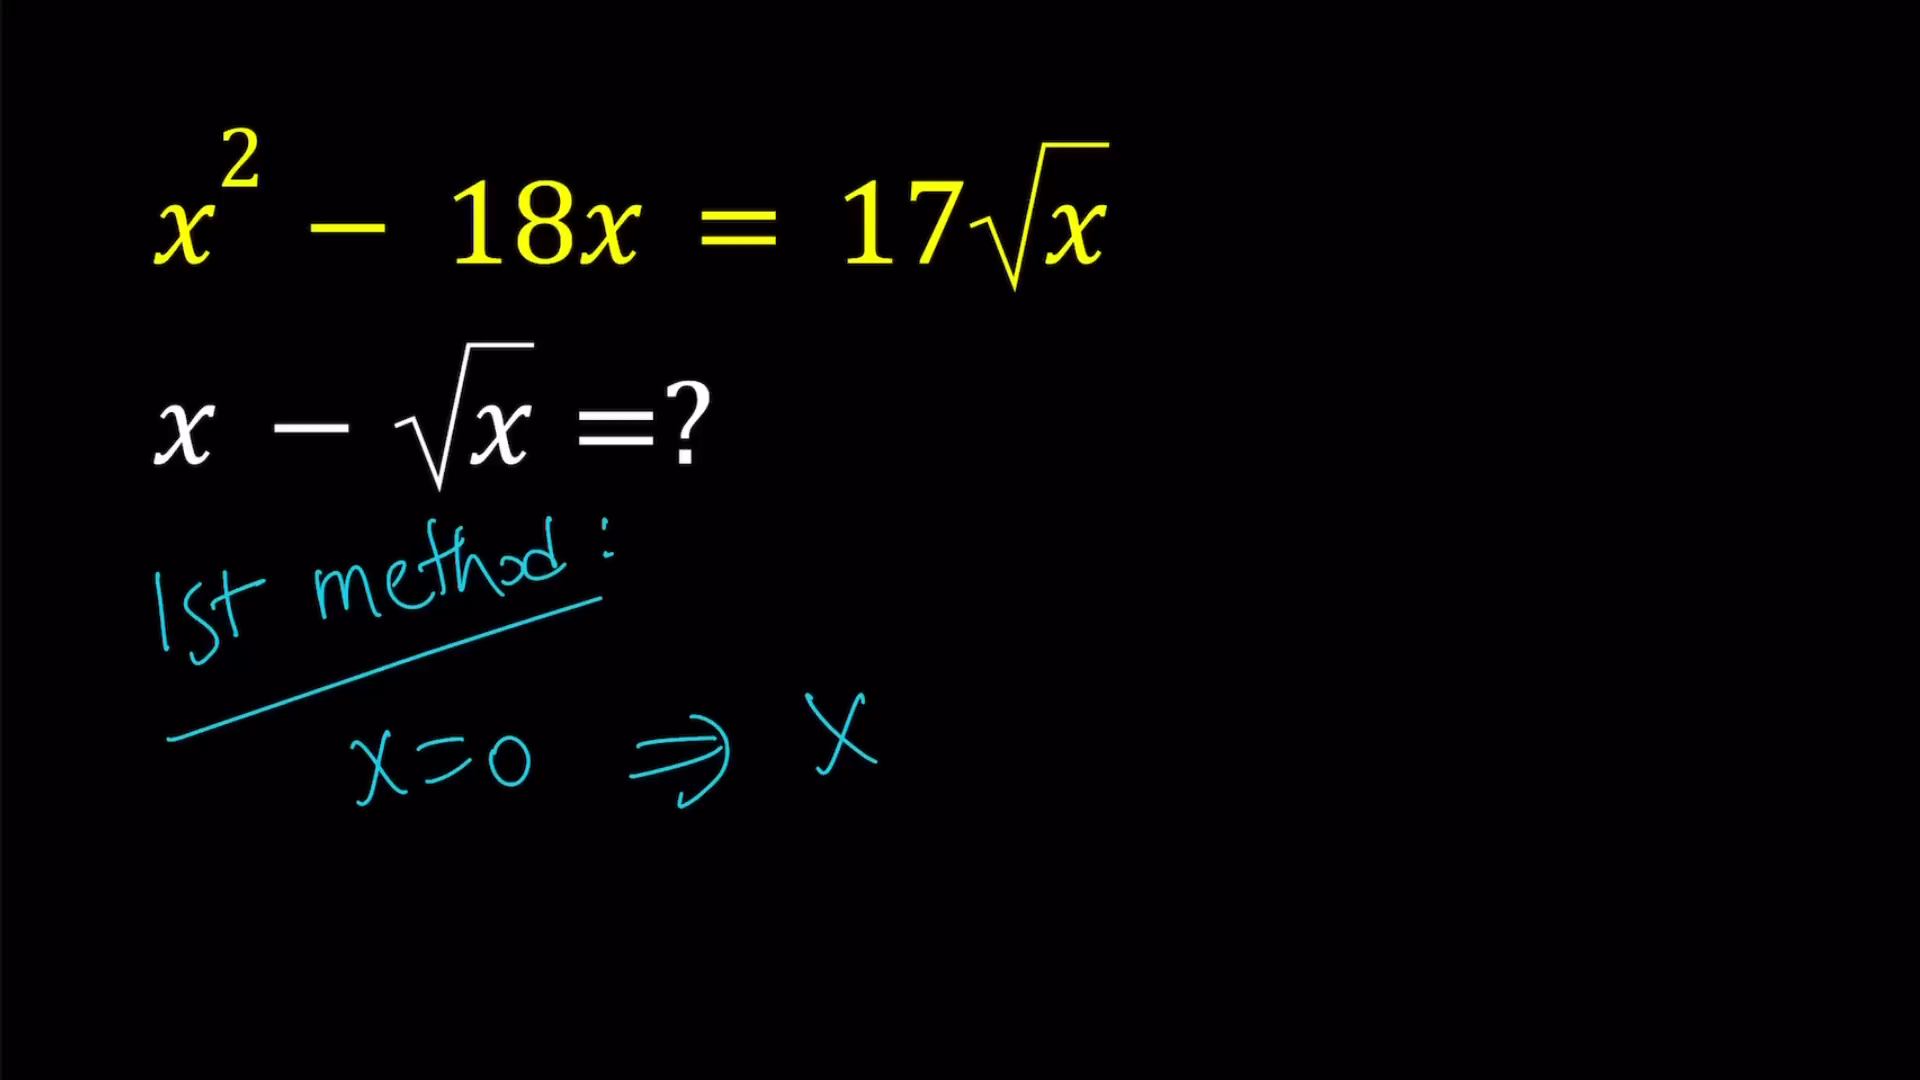 x² − 18x = 17√x
x − √x =?
1st method:
x=0 ⇒ x